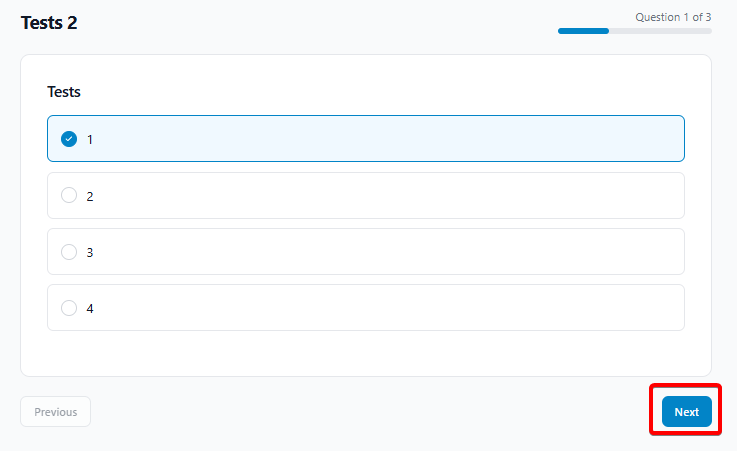 Tests 2
Question 1 of 3
Tests
1
2
3
4
Previous
Next